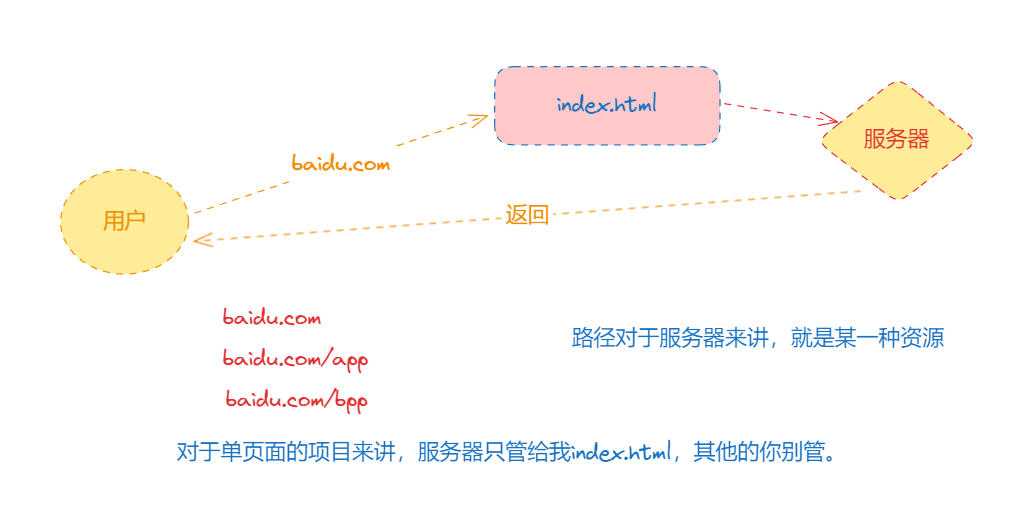 index.html
服务器
baidu.com
用户
返回
baidu.com
baidu.com/app
baidu.com/bpp
路径对于服务器来讲，就是某一种资源
对于单页面的项目来讲，服务器只管给我index.html，其他的你别管。